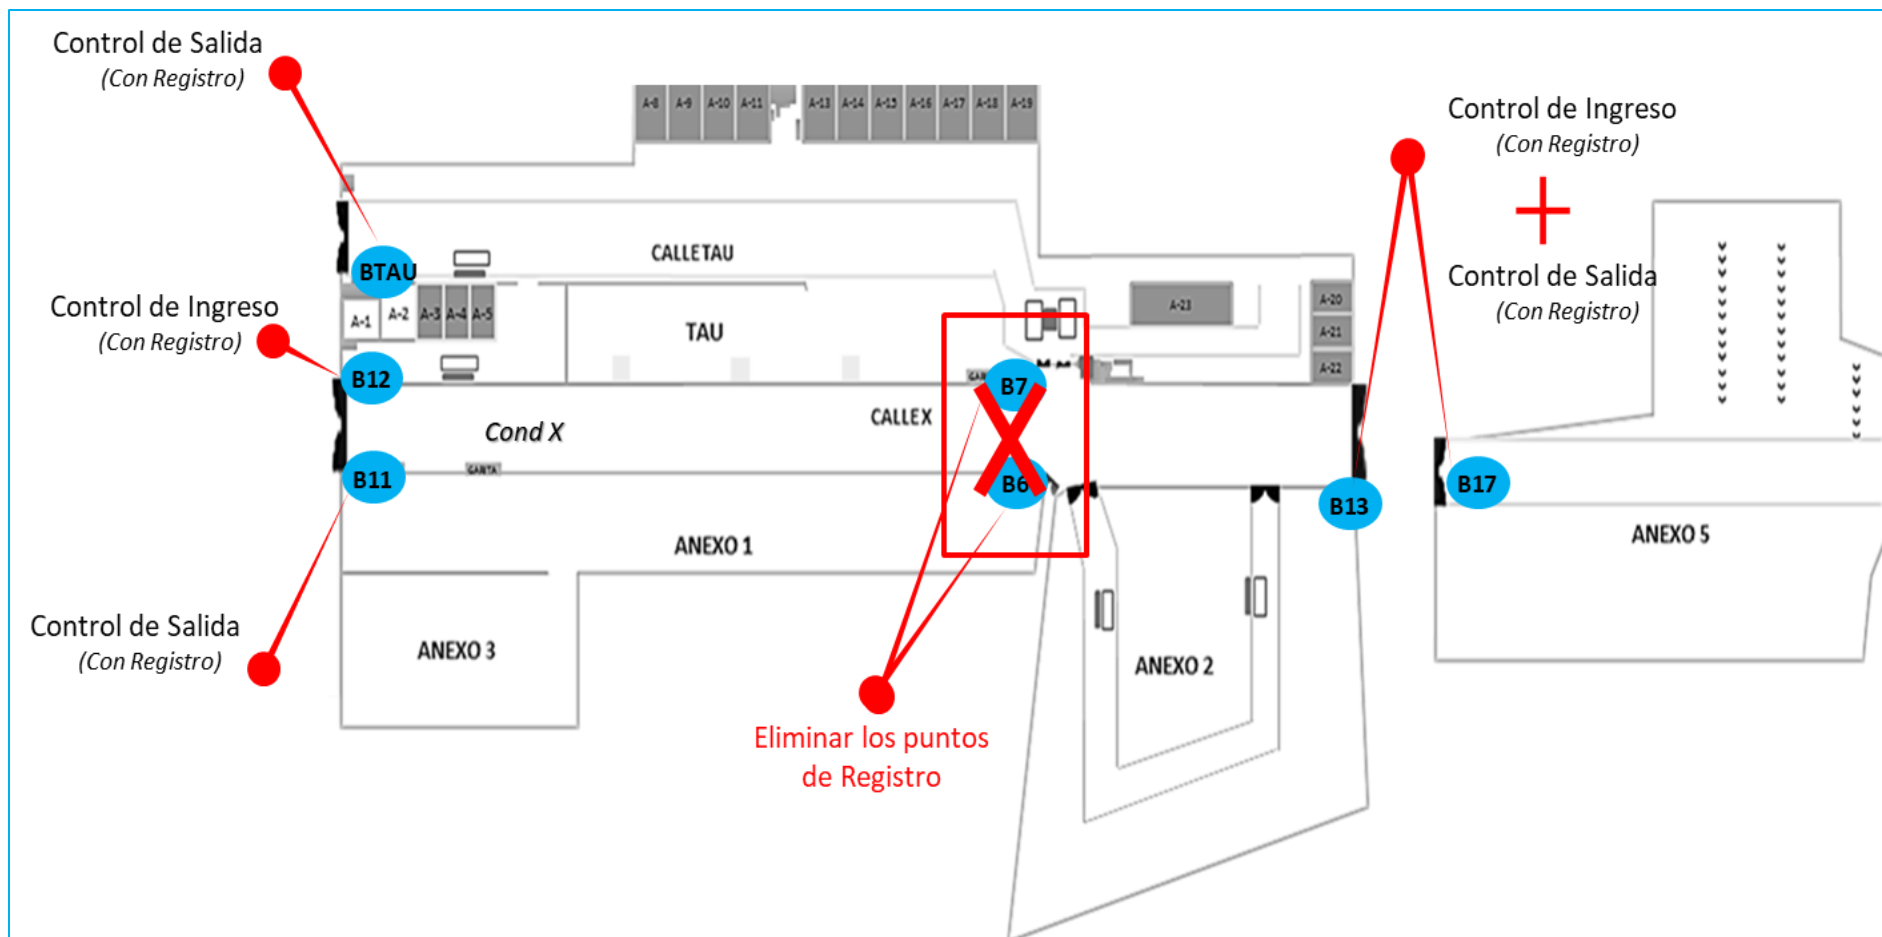 Control de Salida
(Con Registro)
A-8 A-9 A-10 A-11 A-13 A-14 A-15 A-16 A-17 A-18 A-19
Control de Ingreso
(Con Registro)
+
Control de Salida
(Con Registro)
CALLE TAU
BTAU
Control de Ingreso
(Con Registro)
A-1 A-2 A-3 A-4 A-5
TAU
A-23
A-20
A-21
A-22
B12
B7
CALLE X
Cond X
B11
GARITA
B6
B13
B17
ANEXO 1
ANEXO 5
Control de Salida
(Con Registro)
ANEXO 3
ANEXO 2
Eliminar los puntos
de Registro